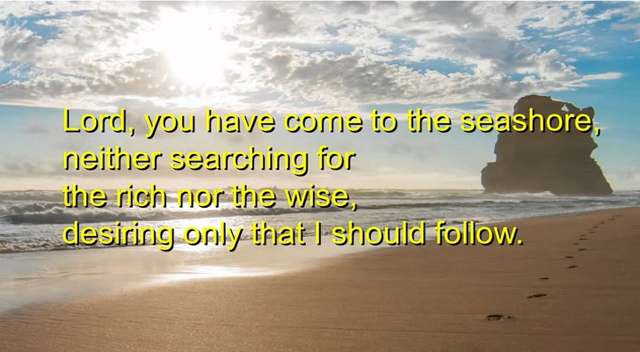 Lord, you have come to the seashore,
neither searching for
the rich nor the wise,
desiring only that I should follow.